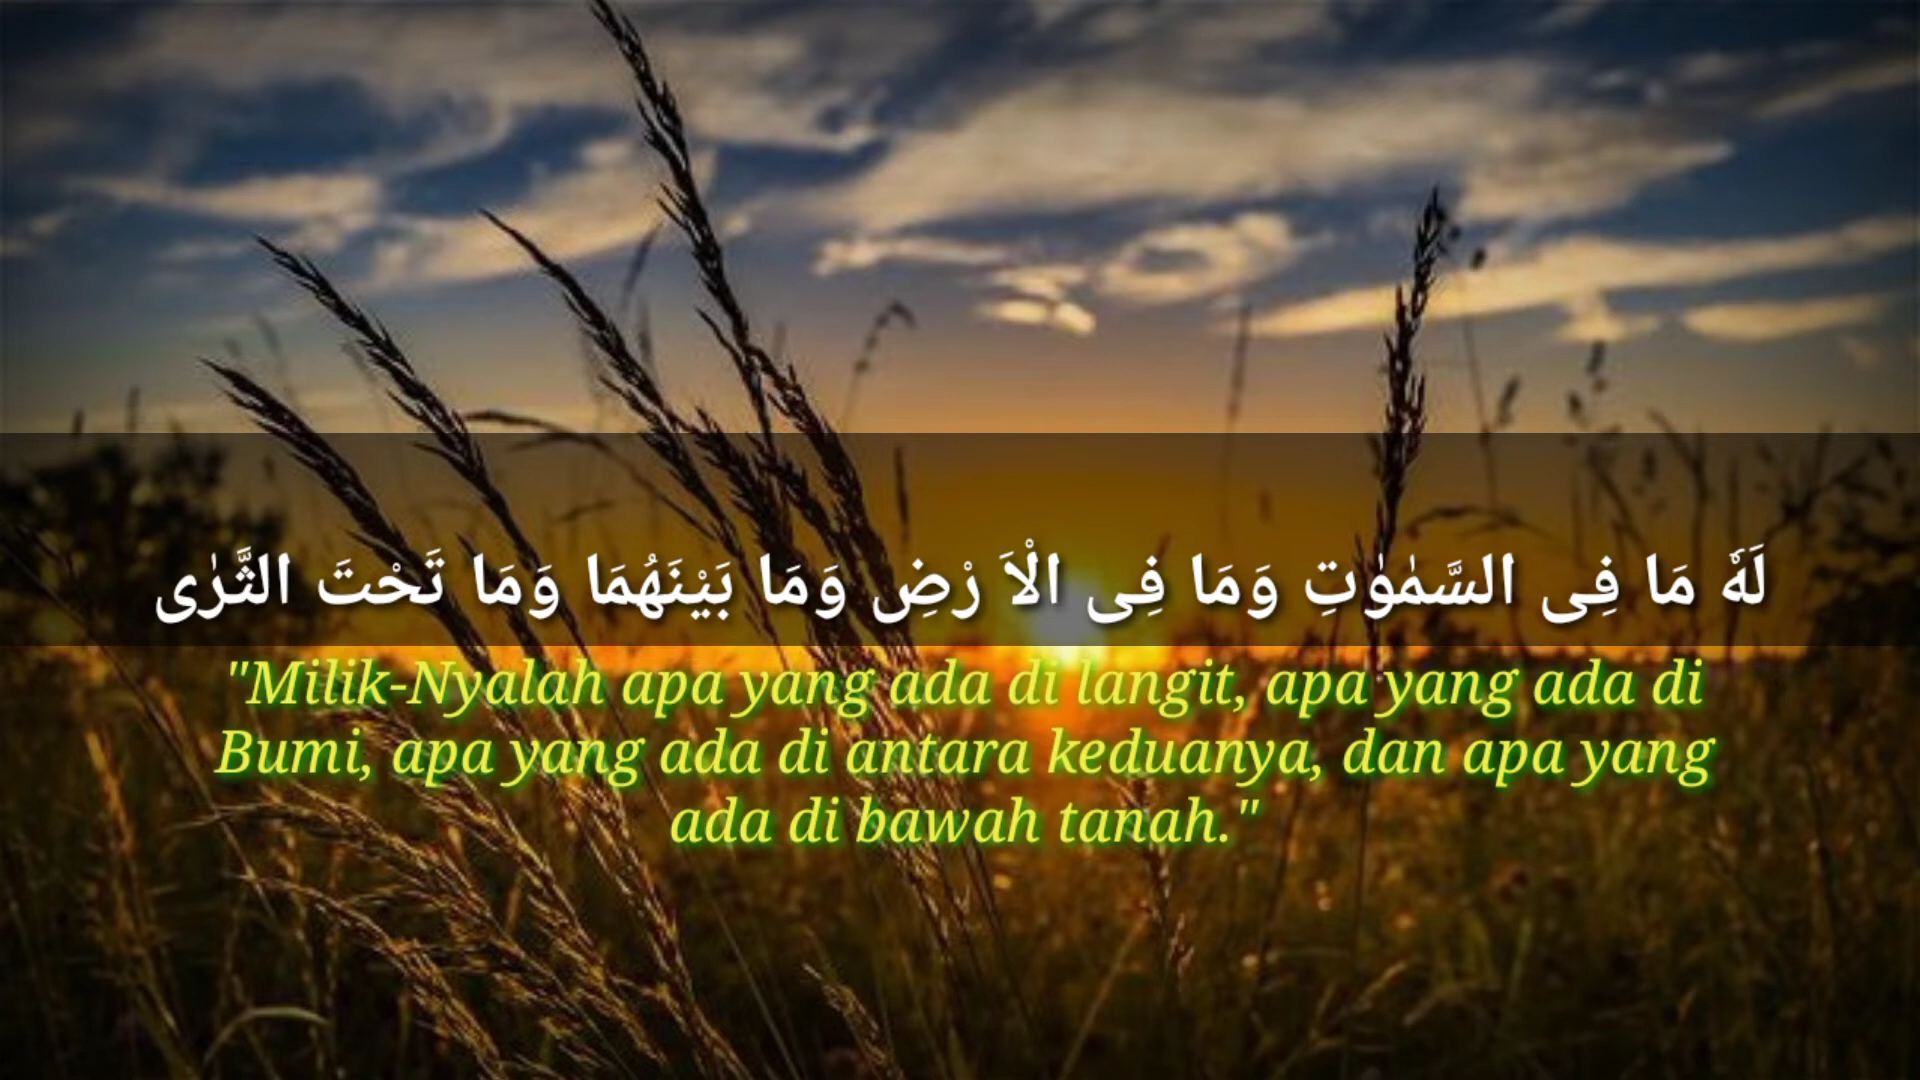 لَهٗ مَا فِى السَّمٰوٰتِ وَمَا فِى الْاَ رْضِ وَمَا بَيْنَهُمَا وَمَا تَحْتَ الثَّرٰى
"Milik-Nyalah apa yang ada di langit, apa yang ada di
Bumi, apa yang ada di antara keduanya, dan apa yang
ada di bawah tanah."